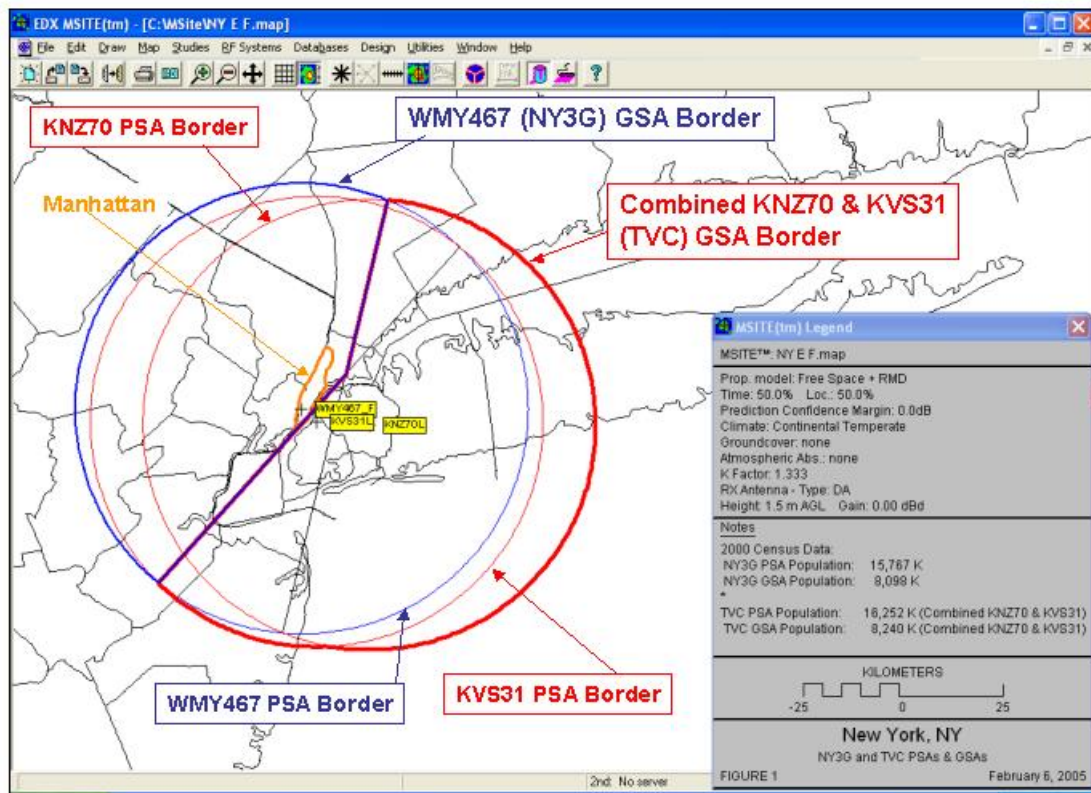 EDX MSITE(tm) - [C:\MSite\NY E F.map]
File Edit Draw Map Studies RF Systems Databases Design Utilities Window Help
KNZ70 PSA Border
WMY467 (NY3G) GSA Border
Manhattan
Combined KNZ70 & KVS31
(TVC) GSA Border
WMY467_F
KVS31L
KNZ70L
WMY467 PSA Border
KVS31 PSA Border
MSITE(tm) Legend
MSITE™: NY E F.map
Prop. model: Free Space + RMD
Time: 50.0% Loc.: 50.0%
Prediction Confidence Margin: 0.0dB
Climate: Continental Temperate
Groundcover: none
Atmospheric Abs.: none
K Factor: 1.333
RX Antenna - Type: DA
Height: 1.5 m AGL Gain: 0.00 dBd
Notes
2000 Census Data:
NY3G PSA Population: 15,767 K
NY3G GSA Population: 8,098 K
*
TVC PSA Population: 16,252 K (Combined KNZ70 & KVS31)
TVC GSA Population: 8,240 K (Combined KNZ70 & KVS31)
KILOMETERS
-25 0 25
New York, NY
NY3G and TVC PSAs & GSAs
FIGURE 1 February 6, 2005
2nd: No server